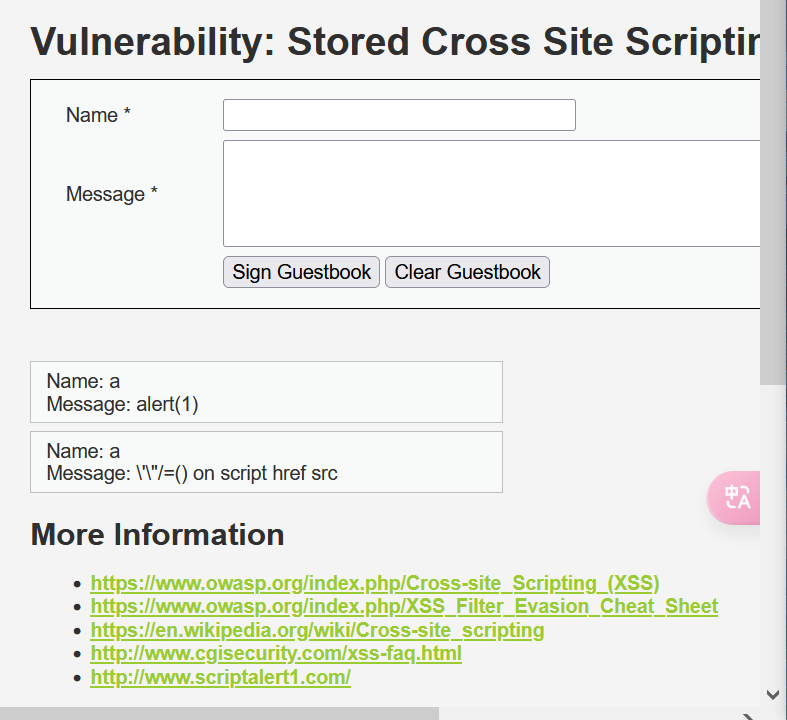 Vulnerability: Stored Cross Site Scriptin
Name *
Message *
Sign Guestbook Clear Guestbook
Name: a
Message: alert(1)
Name: a
Message: \'\"/=() on script href src
中A
More Information
https://www.owasp.org/index.php/Cross-site_Scripting_(XSS)
https://www.owasp.org/index.php/XSS_Filter_Evasion_Cheat_Sheet
https://en.wikipedia.org/wiki/Cross-site_scripting
http://www.cgisecurity.com/xss-faq.html
http://www.scriptalert1.com/